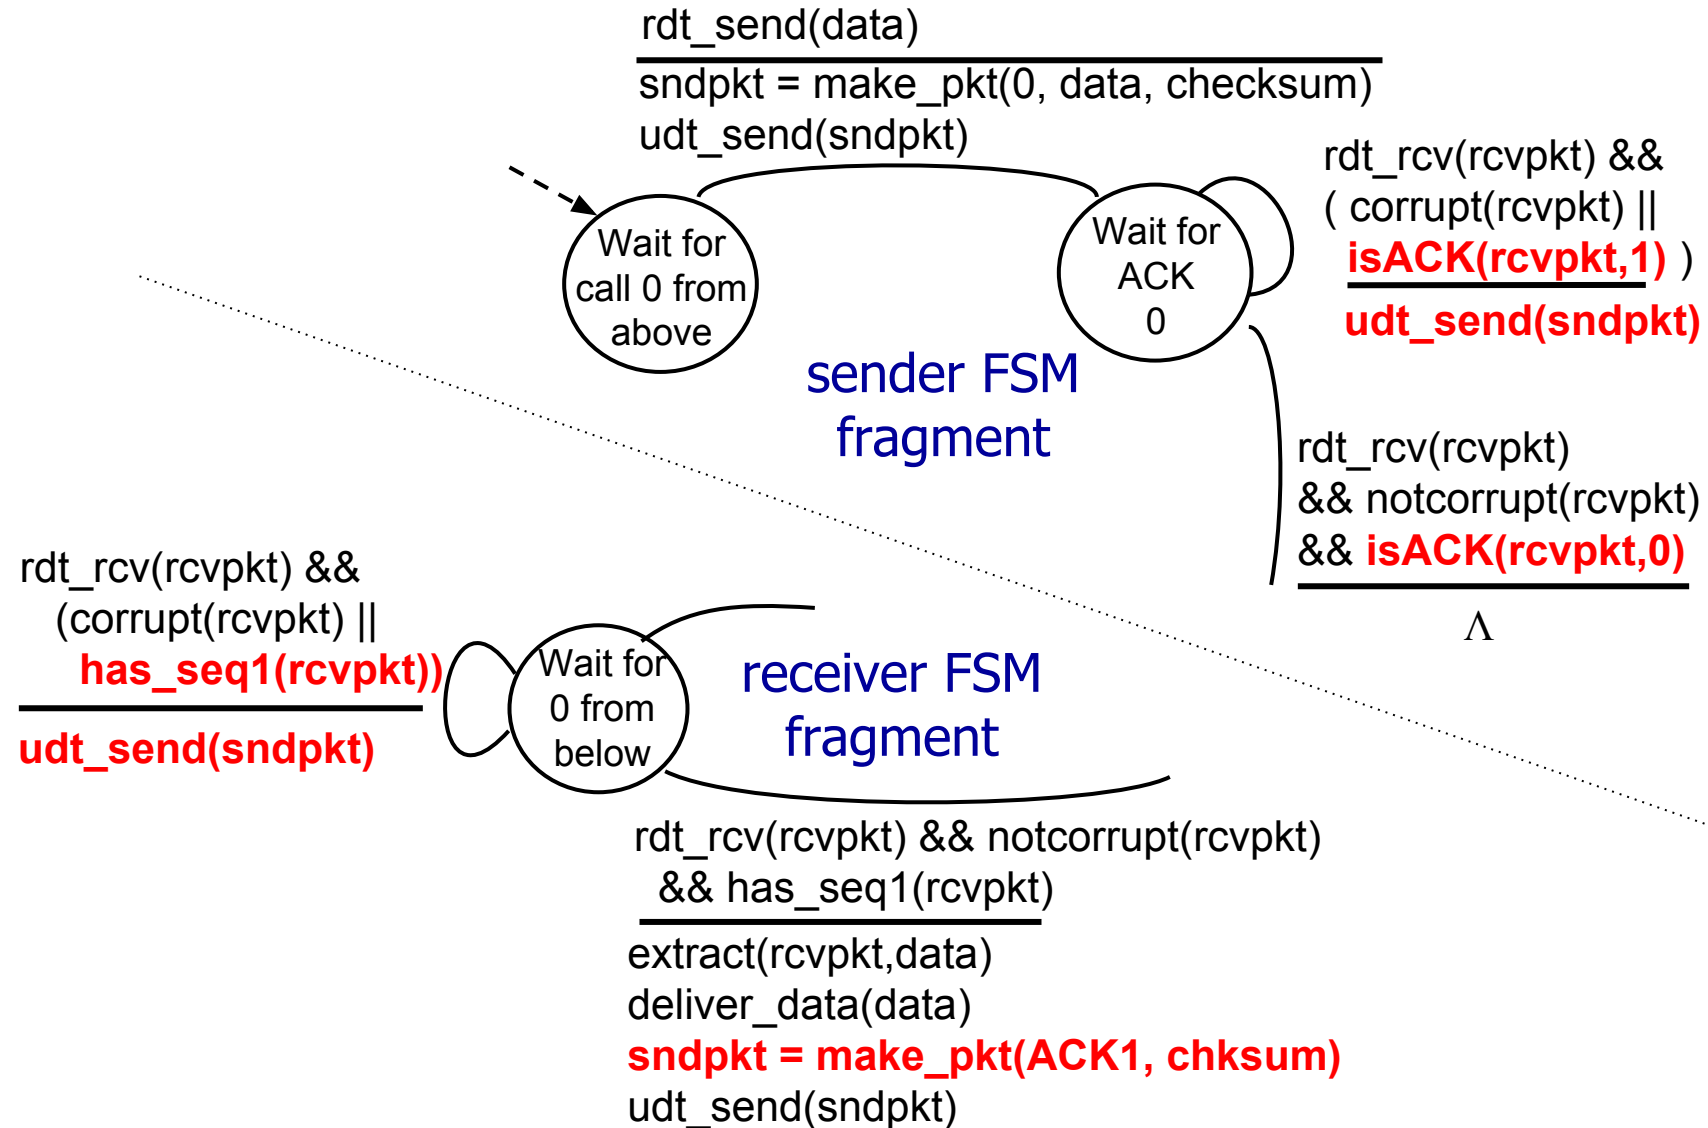 rdt_send(data)
sndpkt = make_pkt(0, data, checksum)
udt_send(sndpkt)
Wait for
call 0 from
above
Wait for
ACK
0
rdt_rcv(rcvpkt) &&
( corrupt(rcvpkt) ||
isACK(rcvpkt,1) )
udt_send(sndpkt)
sender FSM
fragment
rdt_rcv(rcvpkt)
&& notcorrupt(rcvpkt)
&& isACK(rcvpkt,0)
Λ
rdt_rcv(rcvpkt) &&
(corrupt(rcvpkt) ||
has_seq1(rcvpkt))
udt_send(sndpkt)
Wait for
0 from
below
receiver FSM
fragment
rdt_rcv(rcvpkt) && notcorrupt(rcvpkt)
&& has_seq1(rcvpkt)
extract(rcvpkt,data)
deliver_data(data)
sndpkt = make_pkt(ACK1, chksum)
udt_send(sndpkt)